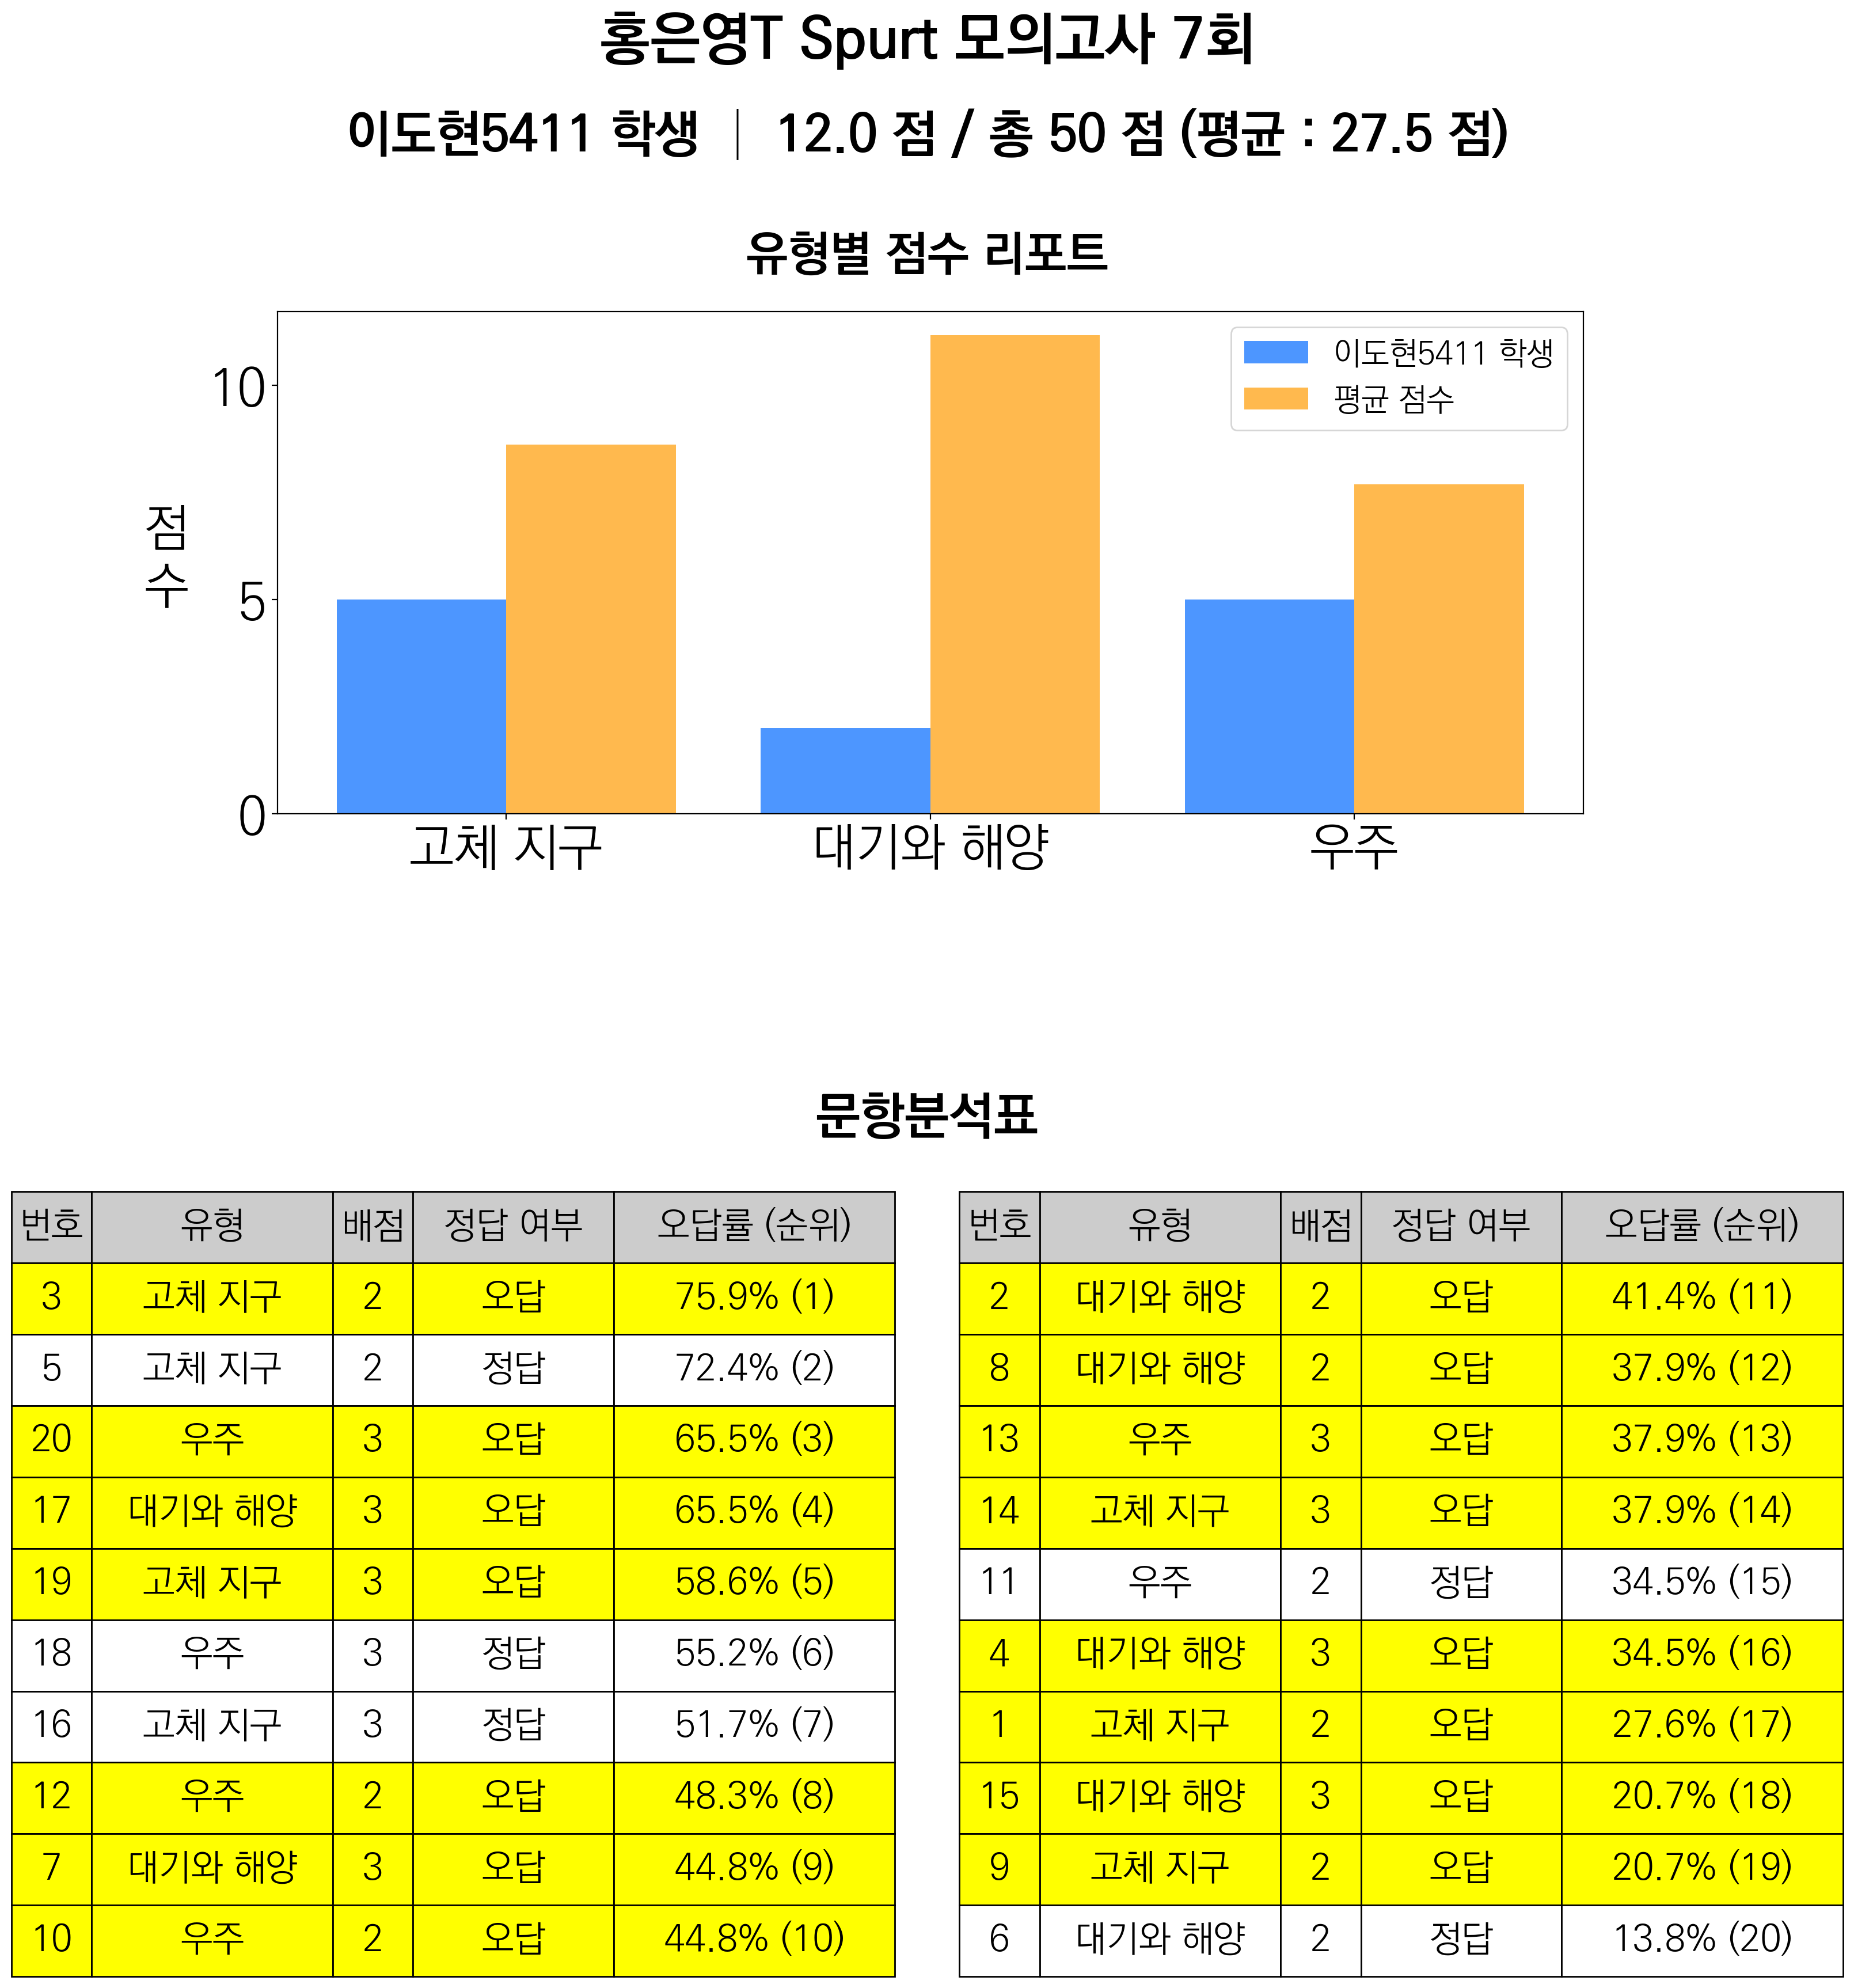 홍은영T Spurt 모의고사 7회
이도현5411 학생 │ 12.0 점 / 총 50 점 (평균 : 27.5 점)
유형별 점수 리포트
이도현5411 학생
평균 점수
점
수
10
5
0
고체 지구 대기와 해양 우주
문항분석표
번호 유형 배점 정답 여부 오답률 (순위)
3 고체 지구 2 오답 75.9% (1)
5 고체 지구 2 정답 72.4% (2)
20 우주 3 오답 65.5% (3)
17 대기와 해양 3 오답 65.5% (4)
19 고체 지구 3 오답 58.6% (5)
18 우주 3 정답 55.2% (6)
16 고체 지구 3 정답 51.7% (7)
12 우주 2 오답 48.3% (8)
7 대기와 해양 3 오답 44.8% (9)
10 우주 2 오답 44.8% (10)
번호 유형 배점 정답 여부 오답률 (순위)
2 대기와 해양 2 오답 41.4% (11)
8 대기와 해양 2 오답 37.9% (12)
13 우주 3 오답 37.9% (13)
14 고체 지구 3 오답 37.9% (14)
11 우주 2 정답 34.5% (15)
4 대기와 해양 3 오답 34.5% (16)
1 고체 지구 2 오답 27.6% (17)
15 대기와 해양 3 오답 20.7% (18)
9 고체 지구 2 오답 20.7% (19)
6 대기와 해양 2 정답 13.8% (20)